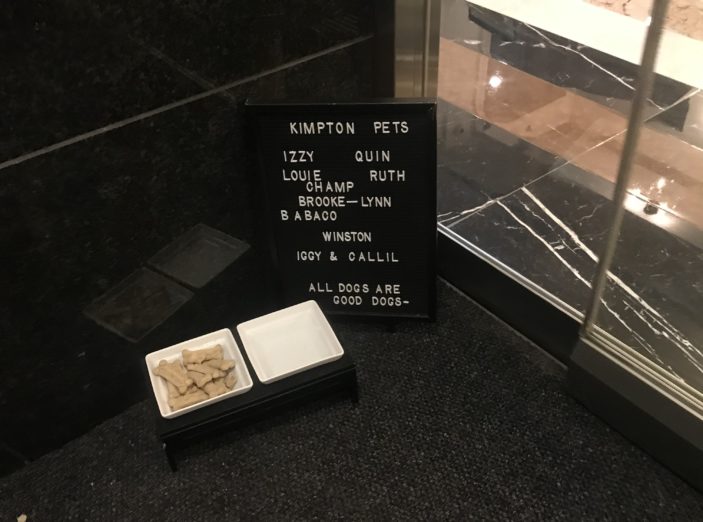 KIMPTON PETS
IZZY QUIN
LOUIE RUTH
CHAMP
BROOKE—LYNN
BABACO
WINSTON
IGGY & CALLIL
ALL DOGS ARE
GOOD DOGS-